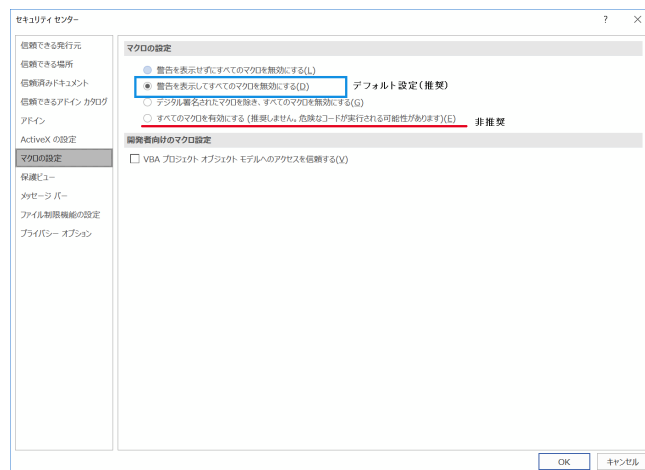 セキュリティ センター
? ×
信頼できる発行元
信頼できる場所
信頼済みドキュメント
信頼できるアドイン カタログ
アドイン
ActiveX の設定
マクロの設定
保護ビュー
メッセージ バー
ファイル制限機能の設定
プライバシー オプション
マクロの設定
警告を表示せずにすべてのマクロを無効にする(L)
警告を表示してすべてのマクロを無効にする(D) デフォルト設定(推奨)
デジタル署名されたマクロを除き、すべてのマクロを無効にする(G)
すべてのマクロを有効にする (推奨しません。危険なコードが実行される可能性があります)(E) 非推奨
開発者向けのマクロ設定
VBA プロジェクト オブジェクト モデルへのアクセスを信頼する(V)
OK キャンセル